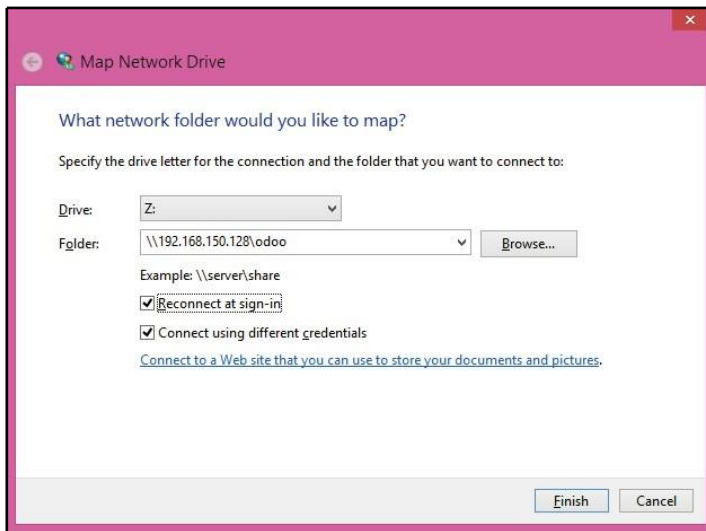 Map Network Drive
What network folder would you like to map?
Specify the drive letter for the connection and the folder that you want to connect to:
Drive: Z:
Folder: \\192.168.150.128\odoo Browse...
Example: \\server\share
Reconnect at sign-in
Connect using different credentials
Connect to a Web site that you can use to store your documents and pictures.
Finish Cancel